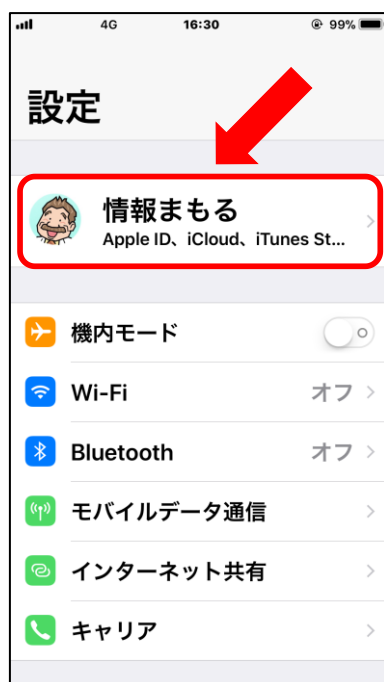 4G 16:30 99%
設定
情報まもる
Apple ID、iCloud、iTunes St...
機内モード
Wi-Fi オフ
Bluetooth オフ
モバイルデータ通信
インターネット共有
キャリア